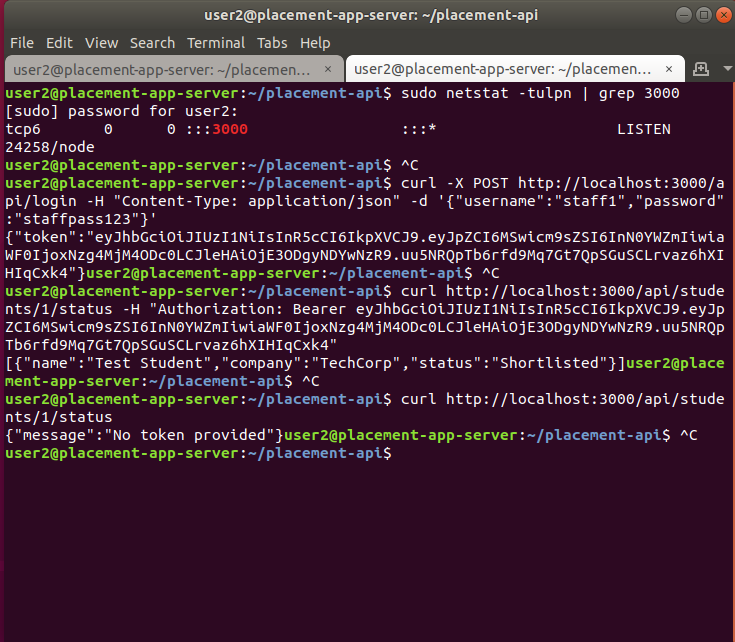 user2@placement-app-server: ~/placement-api
File Edit View Search Terminal Tabs Help
user2@placement-app-server: ~/placemen... × user2@placement-app-server: ~/placemen... ×
user2@placement-app-server:~/placement-api$ sudo netstat -tulpn | grep 3000
[sudo] password for user2:
tcp6 0 0 :::3000 :::* LISTEN
24258/node
user2@placement-app-server:~/placement-api$ ^C
user2@placement-app-server:~/placement-api$ curl -X POST http://localhost:3000/a
pi/login -H "Content-Type: application/json" -d '{"username":"staff1","password"
:"staffpass123"}'
{"token":"eyJhbGciOiJIUzI1NiIsInR5cCI6IkpXVCJ9.eyJpZCI6MSwicm9sZSI6InN0YWZmIiwia
WF0IjoxNzg4MjM4ODc0LCJleHAiOjE3ODgyNDYwNzR9.uu5NRQpTb6rfd9Mq7Gt7QpSGuSCLrvaz6hXI
HIqCxk4"}user2@placement-app-server:~/placement-api$ ^C
user2@placement-app-server:~/placement-api$ curl http://localhost:3000/api/stude
nts/1/status -H "Authorization: Bearer eyJhbGciOiJIUzI1NiIsInR5cCI6IkpXVCJ9.eyJp
ZCI6MSwicm9sZSI6InN0YWZmIiwiaWF0IjoxNzg4MjM4ODc0LCJleHAiOjE3ODgyNDYwNzR9.uu5NRQp
Tb6rfd9Mq7Gt7QpSGuSCLrvaz6hXIHIqCxk4"
[{"name":"Test Student","company":"TechCorp","status":"Shortlisted"}]user2@place
ment-app-server:~/placement-api$ ^C
user2@placement-app-server:~/placement-api$ curl http://localhost:3000/api/stude
nts/1/status
{"message":"No token provided"}user2@placement-app-server:~/placement-api$ ^C
user2@placement-app-server:~/placement-api$